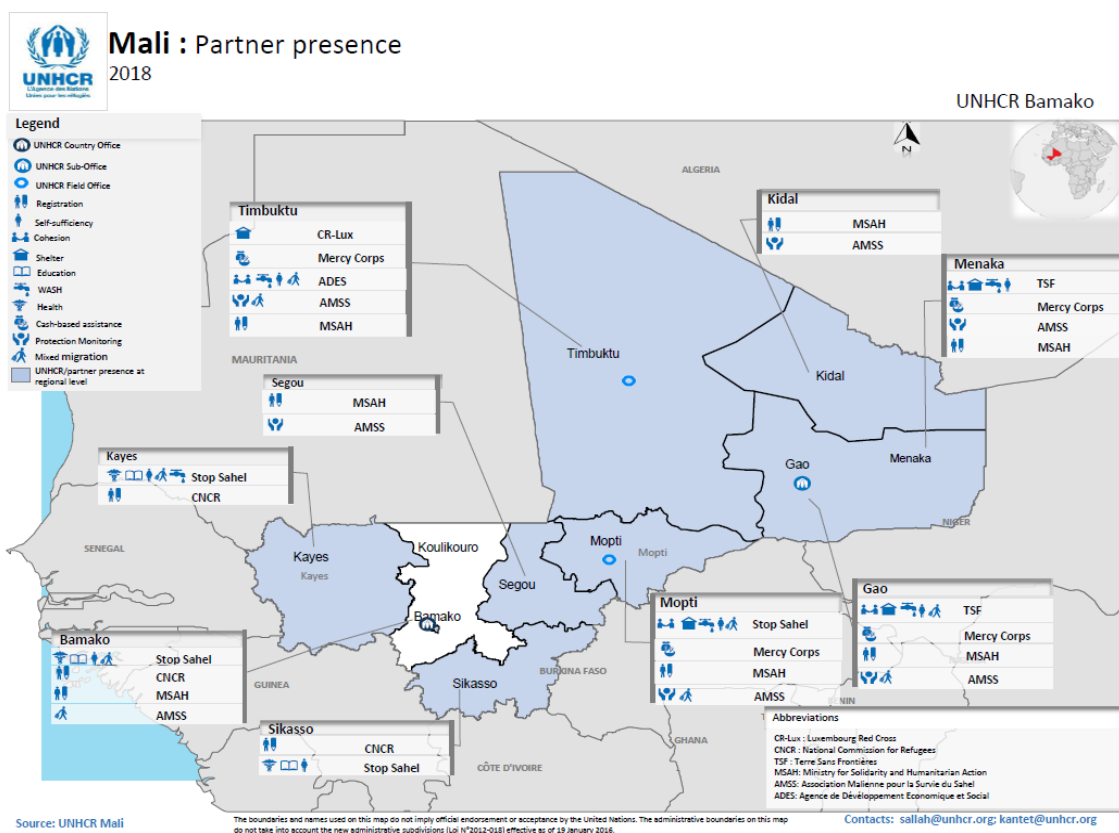 Mali : Partner presence
2018
UNHCR
L'Agence des Nations
Unies pour les réfugiés
UNHCR Bamako
Legend
UNHCR Country Office
UNHCR Sub-Office
UNHCR Field Office
Registration
Self-sufficiency
Cohesion
Shelter
Education
WASH
Health
Cash-based assistance
Protection Monitoring
Mixed migration
UNHCR/partner presence at
regional level
N
ALGERIA
Timbuktu
CR-Lux
Mercy Corps
ADES
AMSS
MSAH
Kidal
MSAH
AMSS
Menaka
TSF
Mercy Corps
AMSS
MSAH
MAURITANIA
Timbuktu
Kidal
Segou
MSAH
AMSS
Kayes
Stop Sahel
CNCR
Gao
Menaka
NIGER
SENEGAL
Kayes
Kayes
Koulikouro
Mopti
Mopti
Segou
Bamako
Sikasso
BURKINA FASO
GUINEA
Bamako
Stop Sahel
CNCR
MSAH
AMSS
Mopti
Stop Sahel
Mercy Corps
MSAH
AMSS
Gao
TSF
Mercy Corps
MSAH
AMSS
Sikasso
CNCR
Stop Sahel
CÔTE D'IVOIRE
GHANA
Abbreviations
CR-Lux : Luxembourg Red Cross
CNCR : National Commission for Refugees
TSF : Terre Sans Frontières
MSAH: Ministry for Solidarity and Humanitarian Action
AMSS: Association Malienne pour la Survie du Sahel
ADES: Agence de Développement Economique et Social
Source: UNHCR Mali
The boundaries and names used on this map do not imply official endorsement or acceptance by the United Nations. The administrative boundaries on this map
do not take into account the new administrative subdivisions (Loi N°2012-018) effective as of 19 January 2016.
Contacts: sallah@unhcr.org; kantet@unhcr.org